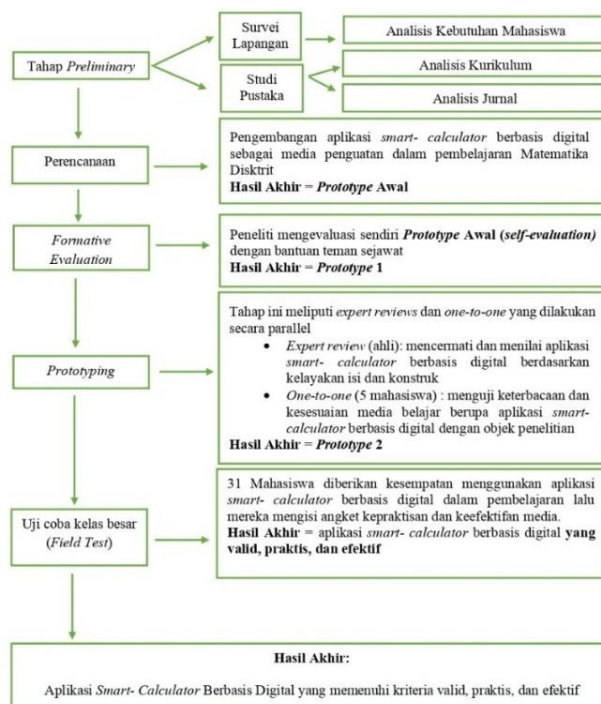 Survei
Lapangan
Analisis Kebutuhan Mahasiswa
Tahap Preliminary
Studi
Pustaka
Analisis Kurikulum
Analisis Jurnal
Perencanaan
Pengembangan aplikasi smart- calculator berbasis digital
sebagai media penguatan dalam pembelajaran Matematika
Disktrit
Hasil Akhir = Prototype Awal
Formative
Evaluation
Peneliti mengevaluasi sendiri Prototype Awal (self-evaluation)
dengan bantuan teman sejawat
Hasil Akhir = Prototype 1
Prototyping
Tahap ini meliputi expert reviews dan one-to-one yang dilakukan
secara parallel
• Expert review (ahli): mencermati dan menilai aplikasi
smart- calculator berbasis digital berdasarkan
kelayakan isi dan konstruk
• One-to-one (5 mahasiswa) : menguji keterbacaan dan
kesesuaian media belajar berupa aplikasi smart-
calculator berbasis digital dengan objek penelitian
Hasil Akhir = Prototype 2
Uji coba kelas besar
(Field Test)
31 Mahasiswa diberikan kesempatan menggunakan aplikasi
smart- calculator berbasis digital dalam pembelajaran lalu
mereka mengisi angket kepraktisan dan keefektifan media.
Hasil Akhir = aplikasi smart- calculator berbasis digital yang
valid, praktis, dan efektif
Hasil Akhir:
Aplikasi Smart- Calculator Berbasis Digital yang memenuhi kriteria valid, praktis, dan efektif